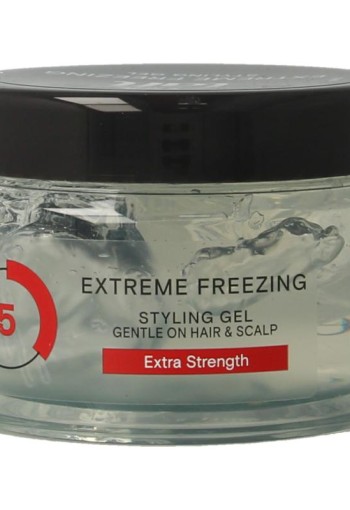 5
EXTREME FREEZING
STYLING GEL
GENTLE ON HAIR & SCALP
Extra Strength